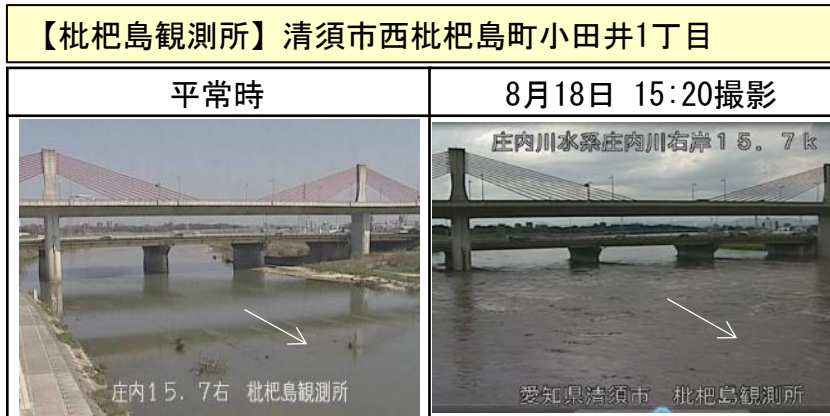 【枇杷島観測所】清須市西枇杷島町小田井1丁目
平常時
8月18日 15:20撮影
庄内15.7右 枇杷島観測所
庄内川水系庄内川右岸15.7k
愛知県清須市 枇杷島観測所